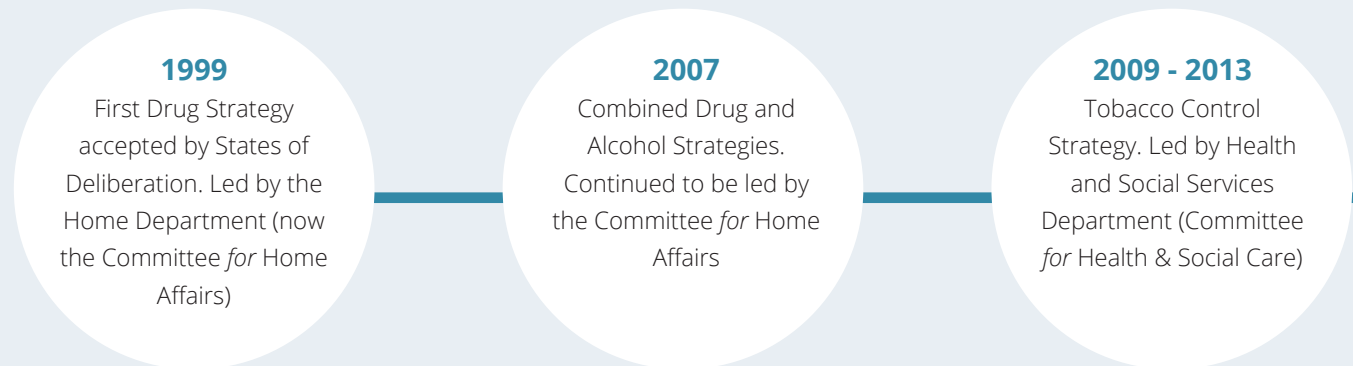 1999
First Drug Strategy
accepted by States of
Deliberation. Led by the
Home Department (now
the Committee for Home
Affairs)
2007
Combined Drug and
Alcohol Strategies.
Continued to be led by
the Committee for Home
Affairs
2009 - 2013
Tobacco Control
Strategy. Led by Health
and Social Services
Department (Committee
for Health & Social Care)